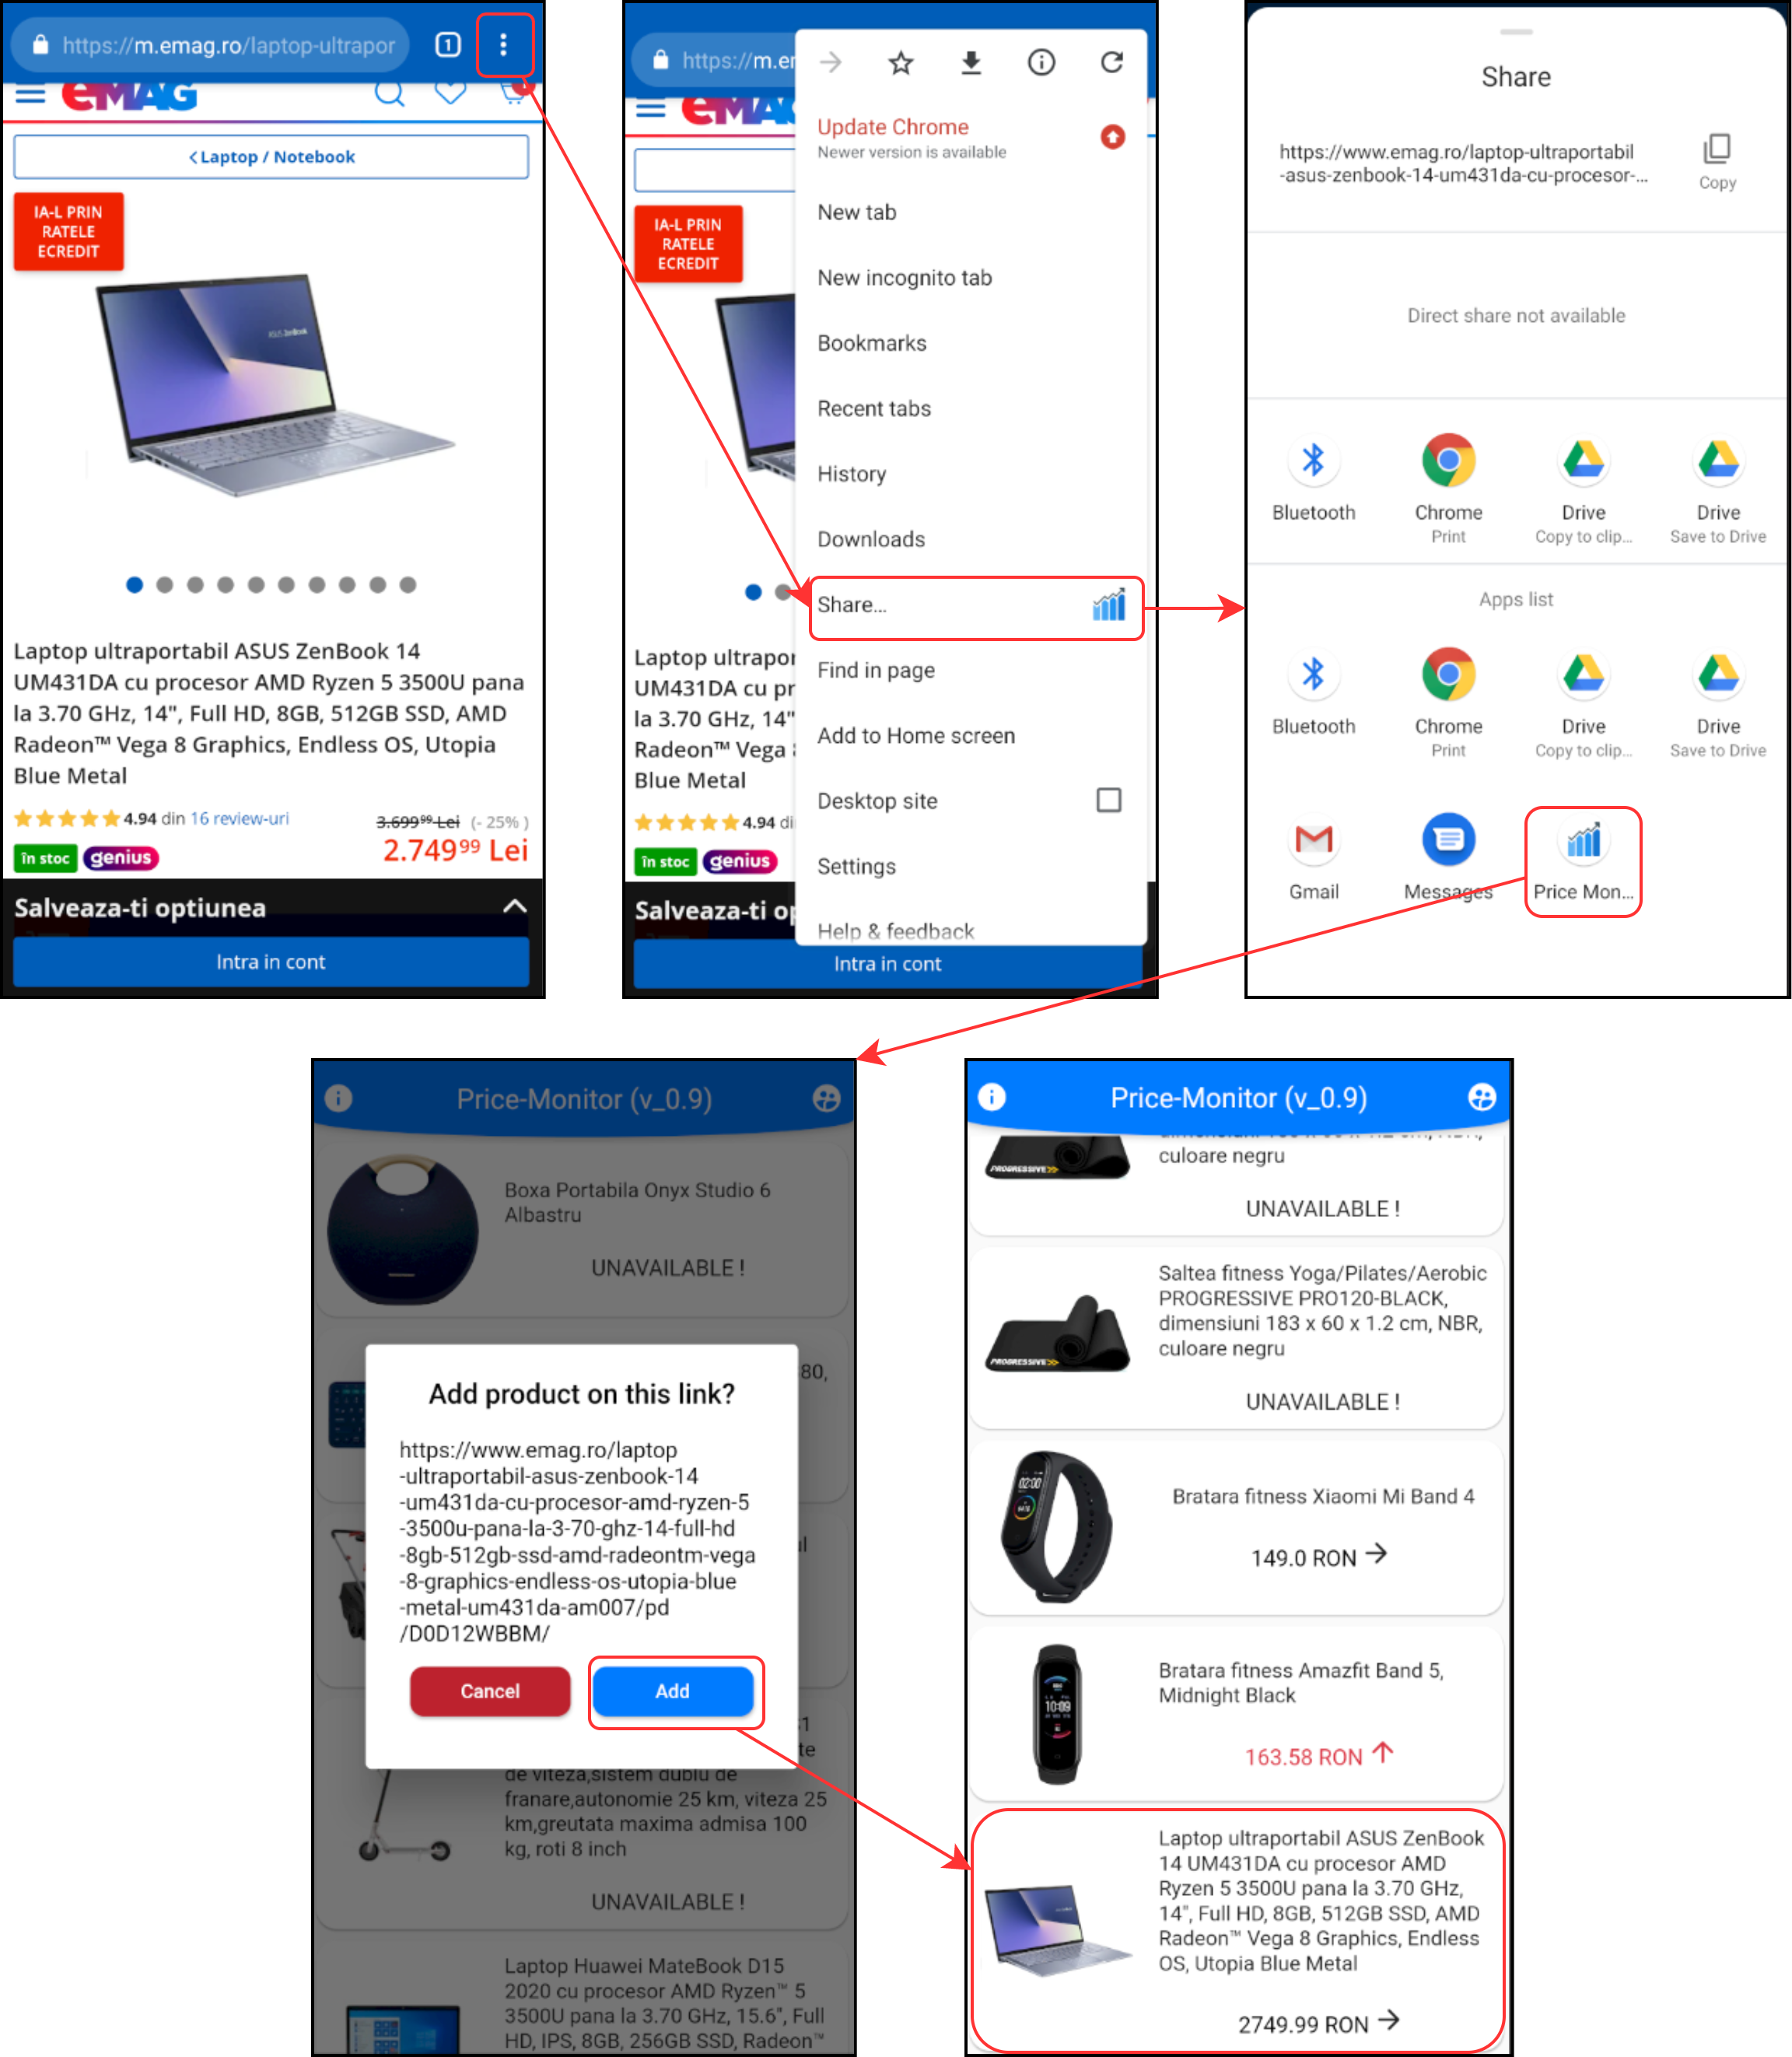 https://m.emag.ro/laptop-ultrapor
1
eMAG
Laptop / Notebook
IA-L PRIN
RATELE
ECREDIT
ASUS ZenBook
Laptop ultraportabil ASUS ZenBook 14
UM431DA cu procesor AMD Ryzen 5 3500U pana
la 3.70 GHz, 14", Full HD, 8GB, 512GB SSD, AMD
Radeon™ Vega 8 Graphics, Endless OS, Utopia
Blue Metal
4.94 din 16 review-uri
3.699⁹⁹ Lei (- 25% )
în stoc genius
2.749⁹⁹ Lei
Salveaza-ti optiunea
Intra in cont
https://m.er
eMAG
Update Chrome
Newer version is available
New tab
New incognito tab
Bookmarks
Recent tabs
History
Downloads
Share...
Find in page
Add to Home screen
Desktop site
Settings
Help & feedback
IA-L PRIN
RATELE
ECREDIT
Laptop ultrapor
UM431DA cu pr
la 3.70 GHz, 14"
Radeon™ Vega
Blue Metal
4.94 di
în stoc genius
Salveaza-ti op
Intra in cont
Share
https://www.emag.ro/laptop-ultraportabil
-asus-zenbook-14-um431da-cu-procesor-...
Copy
Direct share not available
Bluetooth Chrome Drive Drive
Print Copy to clip... Save to Drive
Apps list
Bluetooth Chrome Drive Drive
Print Copy to clip... Save to Drive
Gmail Messages Price Mon...
Price-Monitor (v_0.9)
Boxa Portabila Onyx Studio 6
Albastru
UNAVAILABLE !
80,
Add product on this link?
https://www.emag.ro/laptop
-ultraportabil-asus-zenbook-14
-um431da-cu-procesor-amd-ryzen-5
-3500u-pana-la-3-70-ghz-14-full-hd
-8gb-512gb-ssd-amd-radeontm-vega
-8-graphics-endless-os-utopia-blue
-metal-um431da-am007/pd
/D0D12WBBM/
Cancel Add
te
de viteza,sistem dublu de
franare,autonomie 25 km, viteza 25
km,greutata maxima admisa 100
kg, roti 8 inch
UNAVAILABLE !
Laptop Huawei MateBook D15
2020 cu procesor AMD Ryzen™ 5
3500U pana la 3.70 GHz, 15.6", Full
HD, IPS, 8GB, 256GB SSD, Radeon™
Price-Monitor (v_0.9)
PROGRESSIVE
culoare negru
UNAVAILABLE !
PROGRESSIVE
Saltea fitness Yoga/Pilates/Aerobic
PROGRESSIVE PRO120-BLACK,
dimensiuni 183 x 60 x 1.2 cm, NBR,
culoare negru
UNAVAILABLE !
02:00
Bratara fitness Xiaomi Mi Band 4
149.0 RON
10:09
Bratara fitness Amazfit Band 5,
Midnight Black
163.58 RON
Laptop ultraportabil ASUS ZenBook
14 UM431DA cu procesor AMD
Ryzen 5 3500U pana la 3.70 GHz,
14", Full HD, 8GB, 512GB SSD, AMD
Radeon™ Vega 8 Graphics, Endless
OS, Utopia Blue Metal
2749.99 RON